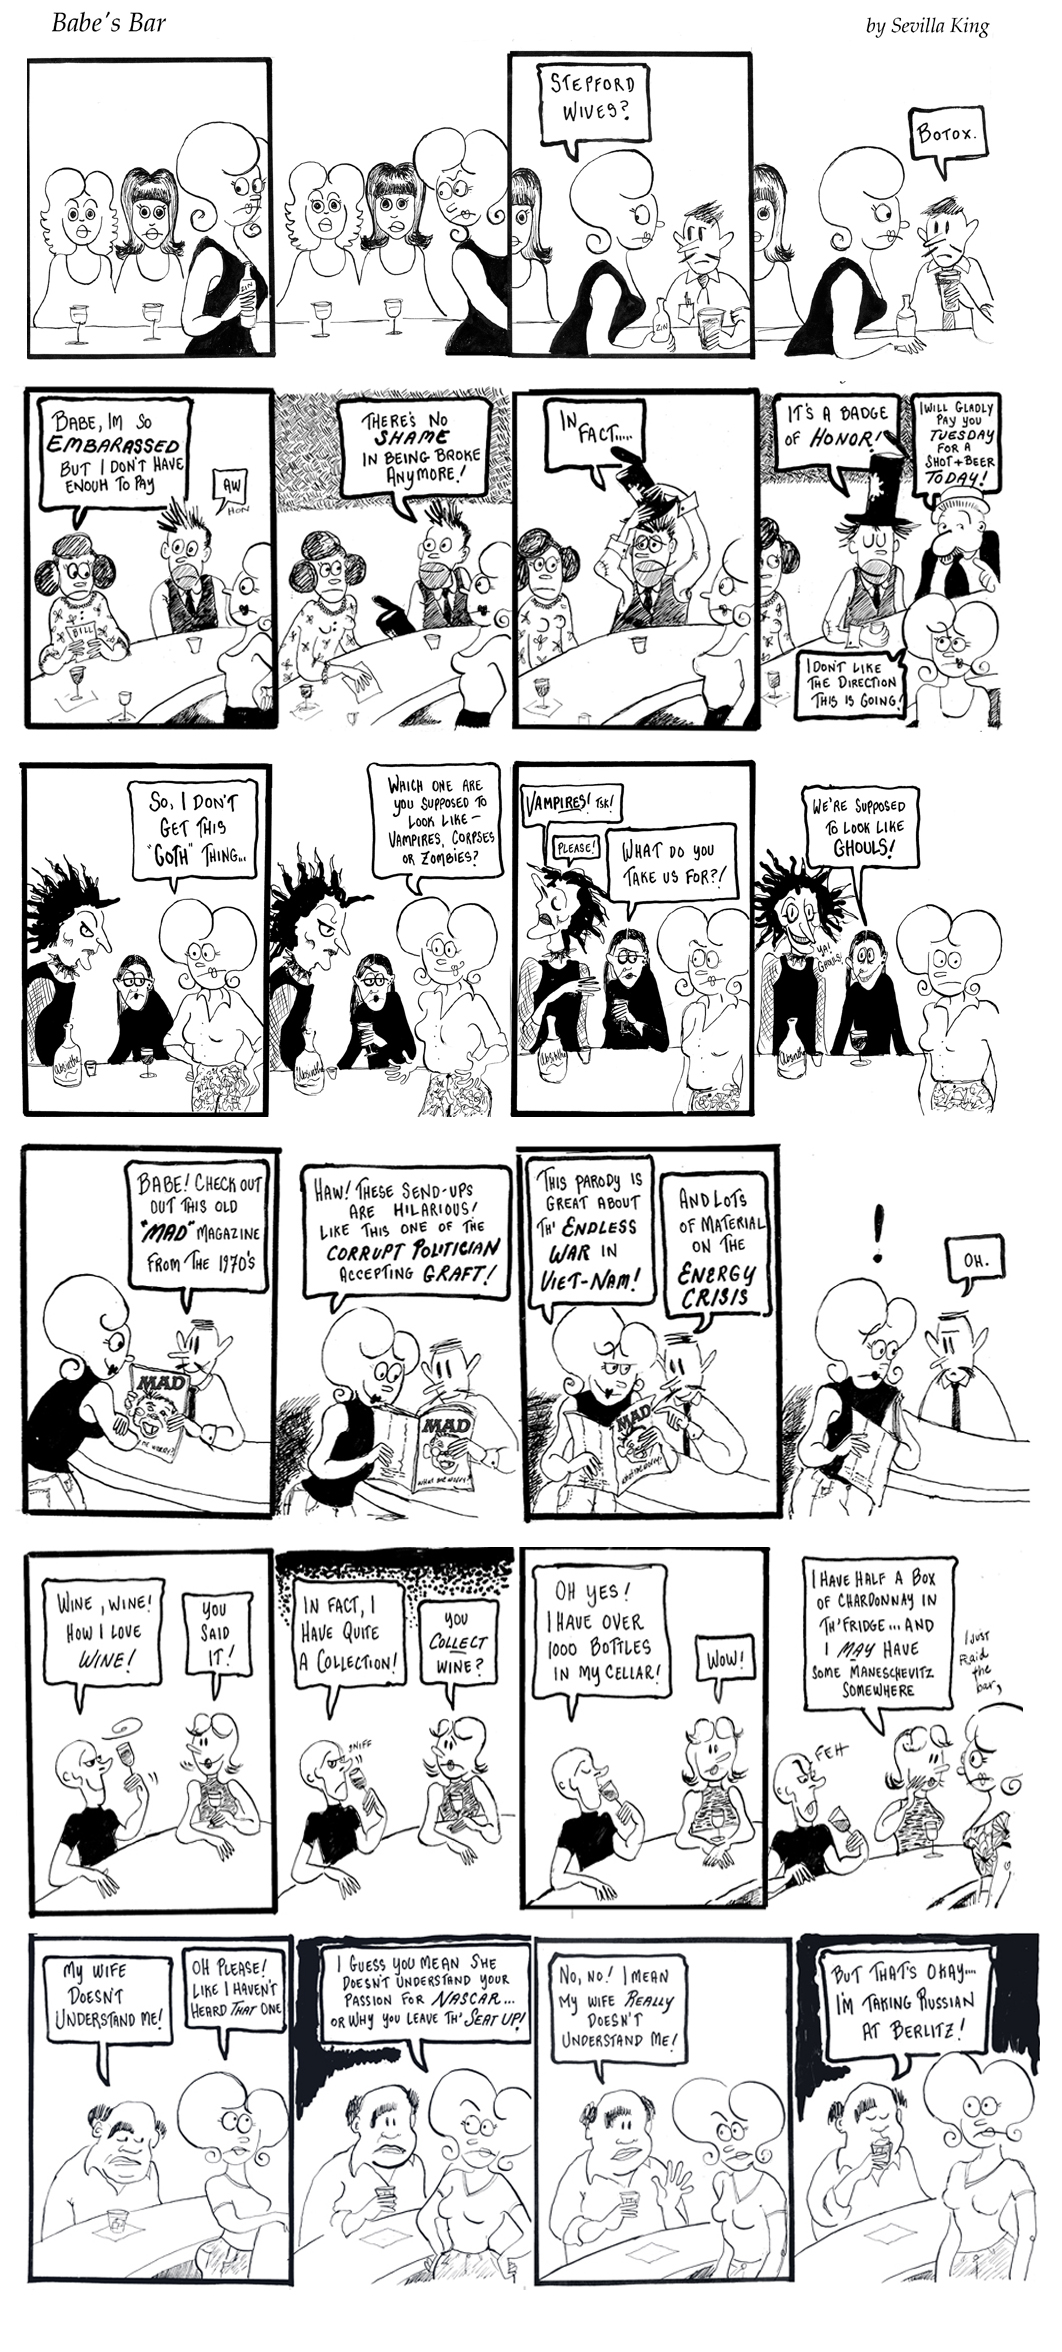 Babe's Bar
by Sevilla King
STEPFORD
WIVES?
BOTOX.
ZIN
ZIN
BABE, IM SO
EMBARASSED
BUT I DON'T HAVE
ENOUH TO PAY
AW
HON
BILL
THERE'S NO
SHAME
IN BEING BROKE
ANYMORE!
IN
FACT.....
IT'S A BADGE
OF HONOR!
I WILL GLADLY
PAY YOU
TUESDAY
FOR A
SHOT+BEER
TODAY!
I DON'T LIKE
THE DIRECTION
THIS IS GOING!
SO, I DON'T
GET THIS
"GOTH" THING...
Absinthe
WHICH ONE ARE
YOU SUPPOSED TO
LOOK LIKE –
VAMPIRES, CORPSES
OR ZOMBIES?
Absinthe
VAMPIRES! TSK!
PLEASE!
WHAT DO YOU
TAKE US FOR?!
Absinthe
WE'RE SUPPOSED
TO LOOK LIKE
GHOULS!
YA!
GHOULS!
Absinthe
BABE! CHECK OUT
OUT THIS OLD
"MAD" MAGAZINE
FROM THE 1970'S
MAD
ME WORRY?
HAW! THESE SEND-UPS
ARE HILARIOUS!
LIKE THIS ONE OF THE
CORRUPT POLITICIAN
ACCEPTING GRAFT!
MAD
WHAT ME WORRY?
THIS PARODY IS
GREAT ABOUT
TH' ENDLESS
WAR IN
VIET-NAM!
AND LOTS
OF MATERIAL
ON THE
ENERGY
CRISIS
MAD
WHAT ME WORRY?
!
OH.
WINE, WINE!
HOW I LOVE
WINE!
YOU
SAID
IT!
IN FACT, I
HAVE QUITE
A COLLECTION!
YOU
COLLECT
WINE?
SNIFF
OH YES!
I HAVE OVER
1000 BOTTLES
IN MY CELLAR!
WOW!
I HAVE HALF A BOX
OF CHARDONNAY IN
TH' FRIDGE... AND
I MAY HAVE
SOME MANESCHEVITZ
SOMEWHERE
I JUST
RAID
THE
BAR,
FEH
MY WIFE
DOESN'T
UNDERSTAND ME!
OH PLEASE!
LIKE I HAVEN'T
HEARD THAT ONE
I GUESS YOU MEAN SHE
DOESN'T UNDERSTAND YOUR
PASSION FOR NASCAR...
OR WHY YOU LEAVE TH' SEAT UP!
NO, NO! I MEAN
MY WIFE REALLY
DOESN'T
UNDERSTAND ME!
BUT THAT'S OKAY....
I'M TAKING RUSSIAN
AT BERLITZ!